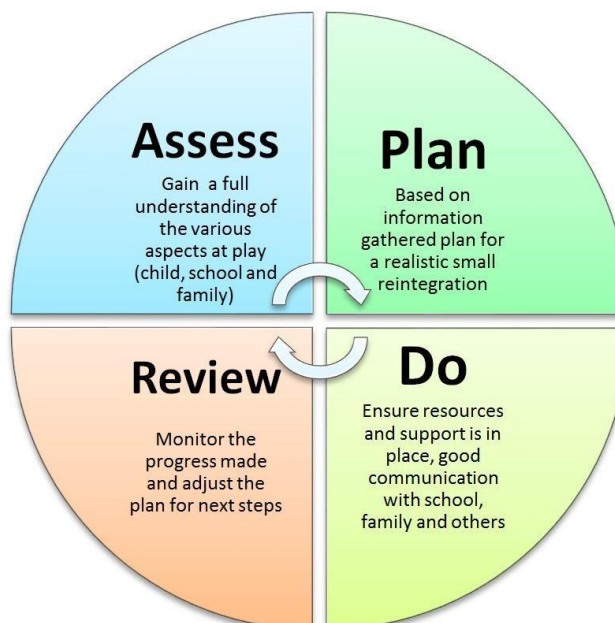 Assess
Gain a full
understanding of
the various
aspects at play
(child, school and
family)
Plan
Based on
information
gathered plan for
a realistic small
reintegration
Do
Ensure resources
and support is in
place, good
communication
with school,
family and others
Review
Monitor the
progress made
and adjust the
plan for next steps